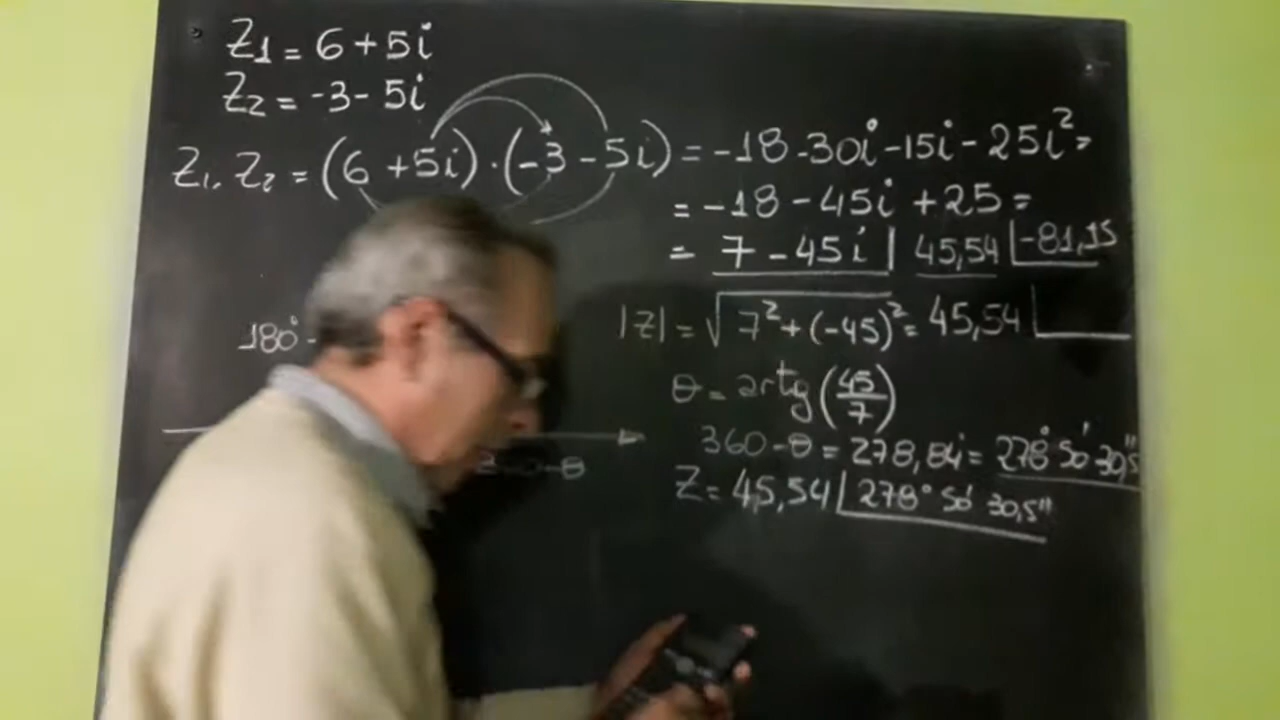 Z₁ = 6 + 5i
Z₂ = -3 - 5i
Z₁. Z₂ = (6 + 5i) · (-3 - 5i) = -18 - 30i - 15i - 25i² =
= -18 - 45i + 25 =
= 7 - 45i | 45,54 |-81,15
|Z| = √7² + (-45)² = 45,54 |
θ = artg (45/7)
180° -
360 - θ = 278,84 = 278° 50' 30,5"
- θ
Z = 45,54 |278° 50' 30,5"